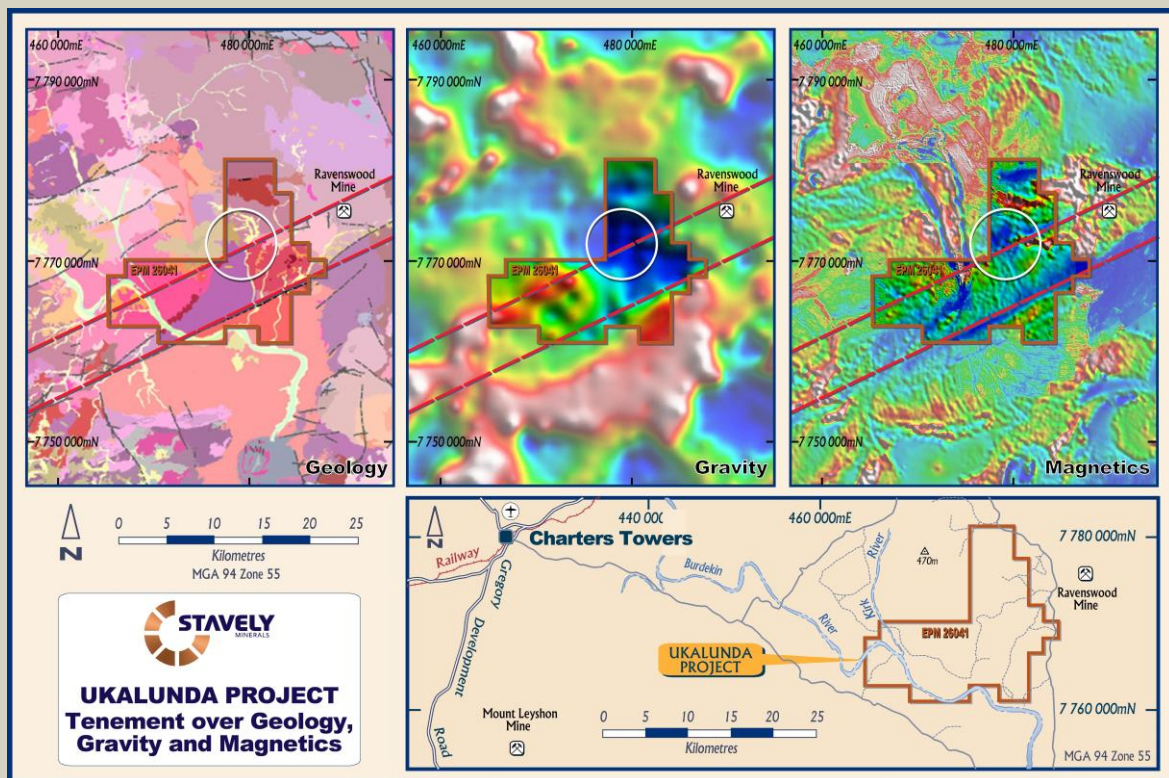 460 000mE
480 000mE
7 790 000mN
Ravenswood
Mine
7 770 000mN
EPM 26041
7 750 000mN
Geology
460 000mE
480 000mE
7 790 000mN
Ravenswood
Mine
7 770 000mN
EPM 26041
7 750 000mN
Gravity
460 000mE
480 000mE
7 790 000mN
Ravenswood
Mine
7 770 000mN
EPM 26041
7 750 000mN
Magnetics
N
0 5 10 15 20 25
Kilometres
MGA 94 Zone 55
STAVELY
MINERALS
UKALUNDA PROJECT
Tenement over Geology,
Gravity and Magnetics
N
440 00
460 000mE
Charters Towers
7 780 000mN
Railway
Gregory Development Road
Burdekin River
Kirk River
470m
Ravenswood
Mine
EPM 26041
UKALUNDA
PROJECT
7 760 000mN
Mount Leyshon
Mine
0 5 10 15 20 25
Kilometres
MGA 94 Zone 55